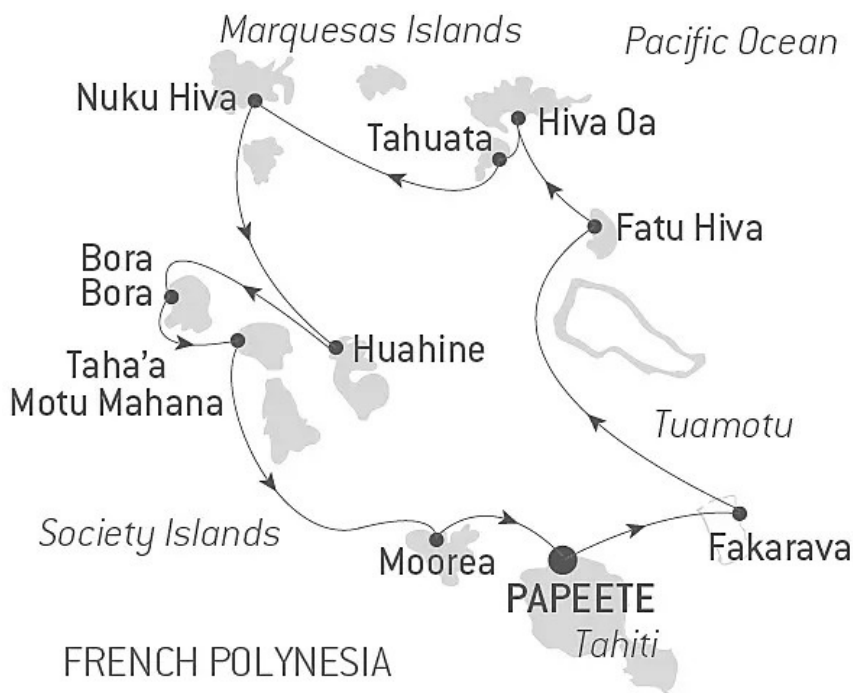 Marquesas Islands
Pacific Ocean
Nuku Hiva
Hiva Oa
Tahuata
Fatu Hiva
Bora
Bora
Huahine
Taha'a
Motu Mahana
Tuamotu
Society Islands
Moorea
Fakarava
PAPEETE
Tahiti
FRENCH POLYNESIA